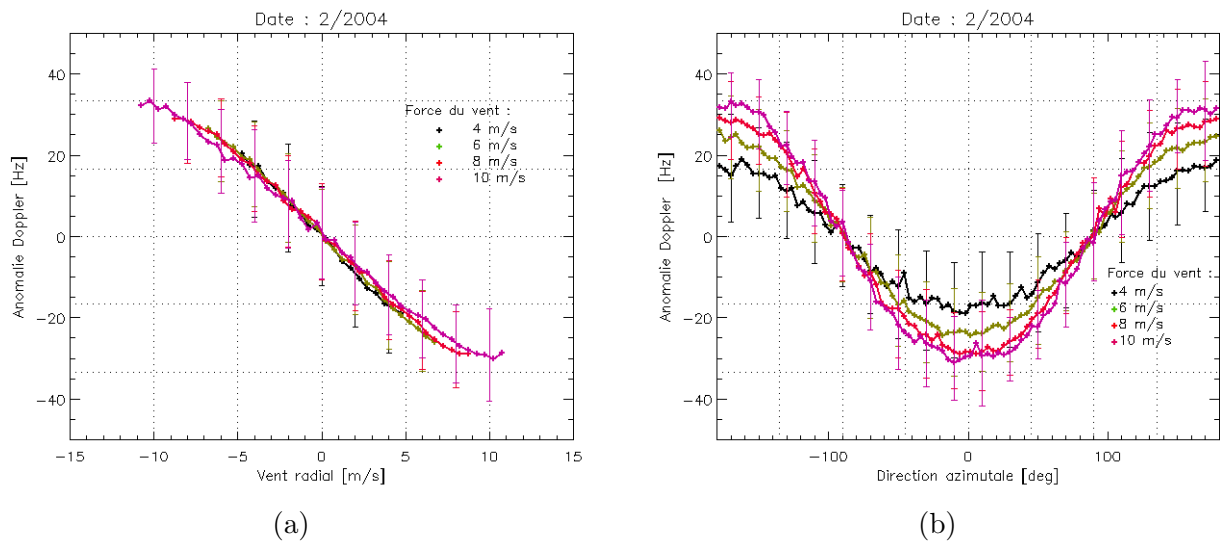 Date : 2/2004
40
20
0
−20
−40
Anomalie Doppler [Hz]
Force du vent :
4 m/s
6 m/s
8 m/s
10 m/s
−15
−10
−5
0
5
10
15
Vent radial [m/s]
(a)
Date : 2/2004
40
20
0
−20
−40
Anomalie Doppler [Hz]
Force du vent :
4 m/s
6 m/s
8 m/s
10 m/s
−100
0
100
Direction azimutale [deg]
(b)